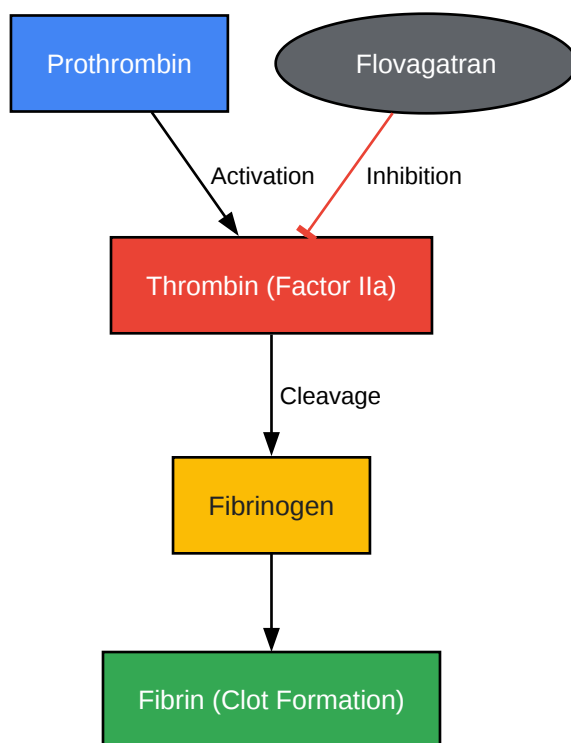 Prothrombin
Flovagatran
Activation
Inhibition
Thrombin (Factor IIa)
Cleavage
Fibrinogen
Fibrin (Clot Formation)